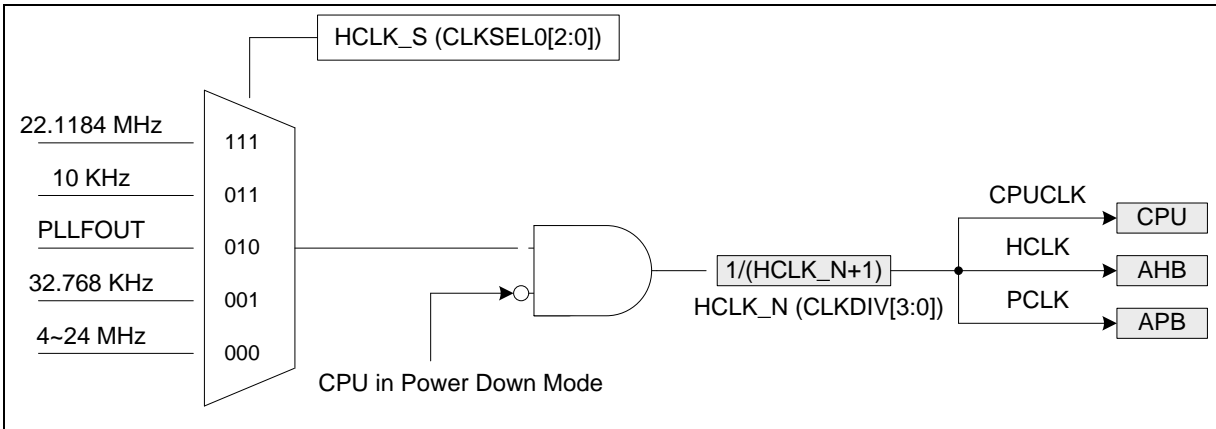 HCLK_S (CLKSEL0[2:0])
22.1184 MHz
111
10 KHz
011
PLLFOUT
010
32.768 KHz
001
4~24 MHz
000
CPU in Power Down Mode
1/(HCLK_N+1)
HCLK_N (CLKDIV[3:0])
CPUCLK
CPU
HCLK
AHB
PCLK
APB